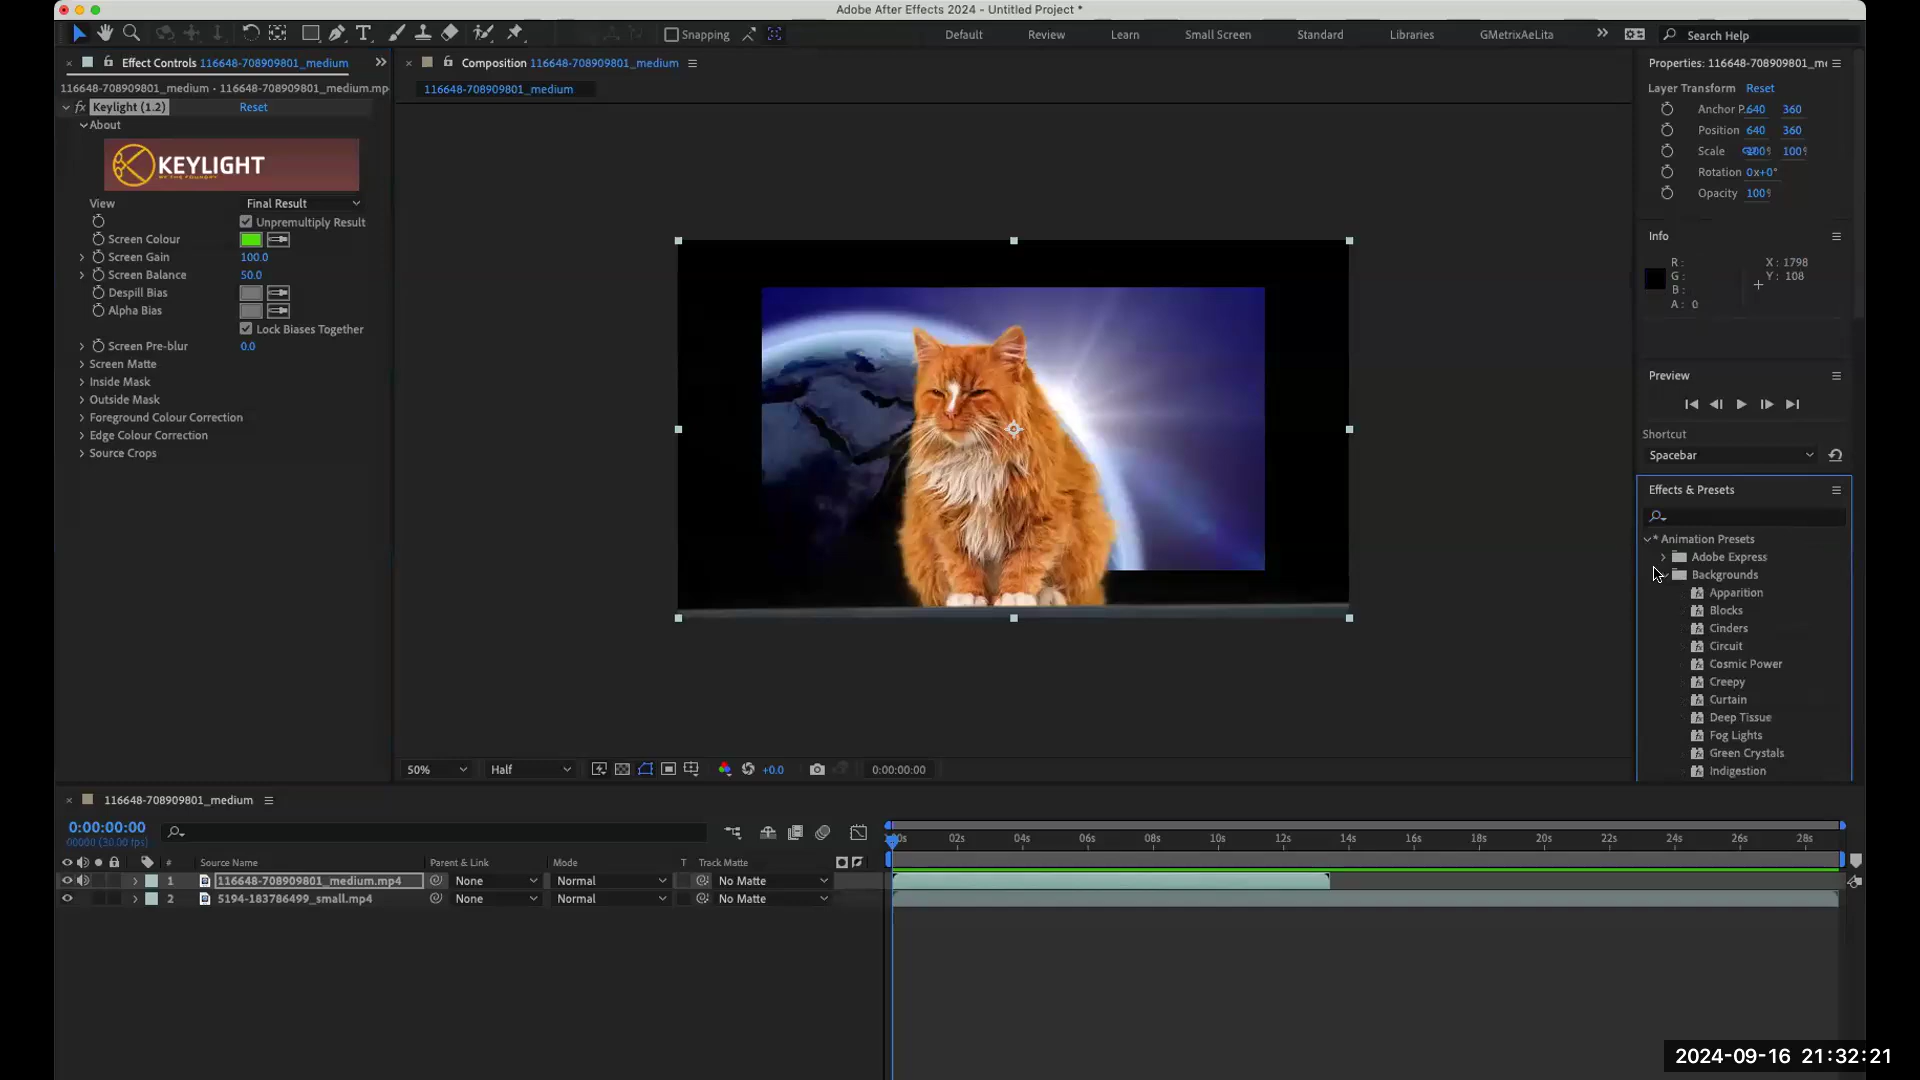 Adobe After Effects 2024 - Untitled Project *
Snapping
Default
Review
Learn
Small Screen
Standard
Libraries
GMetrixAeLita
Search Help
Effect Controls 116648-708909801_medium
116648-708909801_medium • 116648-708909801_medium.mp
fx Keylight (1.2)
Reset
About
KEYLIGHT
View
Final Result
Unpremultiply Result
Screen Colour
Screen Gain
100.0
Screen Balance
50.0
Despill Bias
Alpha Bias
Lock Biases Together
Screen Pre-blur
0.0
Screen Matte
Inside Mask
Outside Mask
Foreground Colour Correction
Edge Colour Correction
Source Crops
Composition 116648-708909801_medium
116648-708909801_medium
50%
Half
+0.0
0:00:00:00
Properties: 116648-708909801_m
Layer Transform
Reset
Anchor P
640
360
Position
640
360
Scale
100%
Rotation
0x+0°
Opacity
100%
Info
R :
G :
B :
A : 0
X : 1798
Y : 108
Preview
Shortcut
Spacebar
Effects & Presets
* Animation Presets
Adobe Express
Backgrounds
Apparition
Blocks
Cinders
Circuit
Cosmic Power
Creepy
Curtain
Deep Tissue
Fog Lights
Green Crystals
Indigestion
116648-708909801_medium
0:00:00:00
00000 (30.00 fps)
02s
04s
06s
08s
10s
12s
14s
16s
18s
20s
22s
24s
26s
28s
#
Source Name
Parent & Link
Mode
T
Track Matte
1
116648-708909801_medium.mp4
None
Normal
No Matte
2
5194-183786499_small.mp4
None
Normal
No Matte
2024-09-16 21:32:21